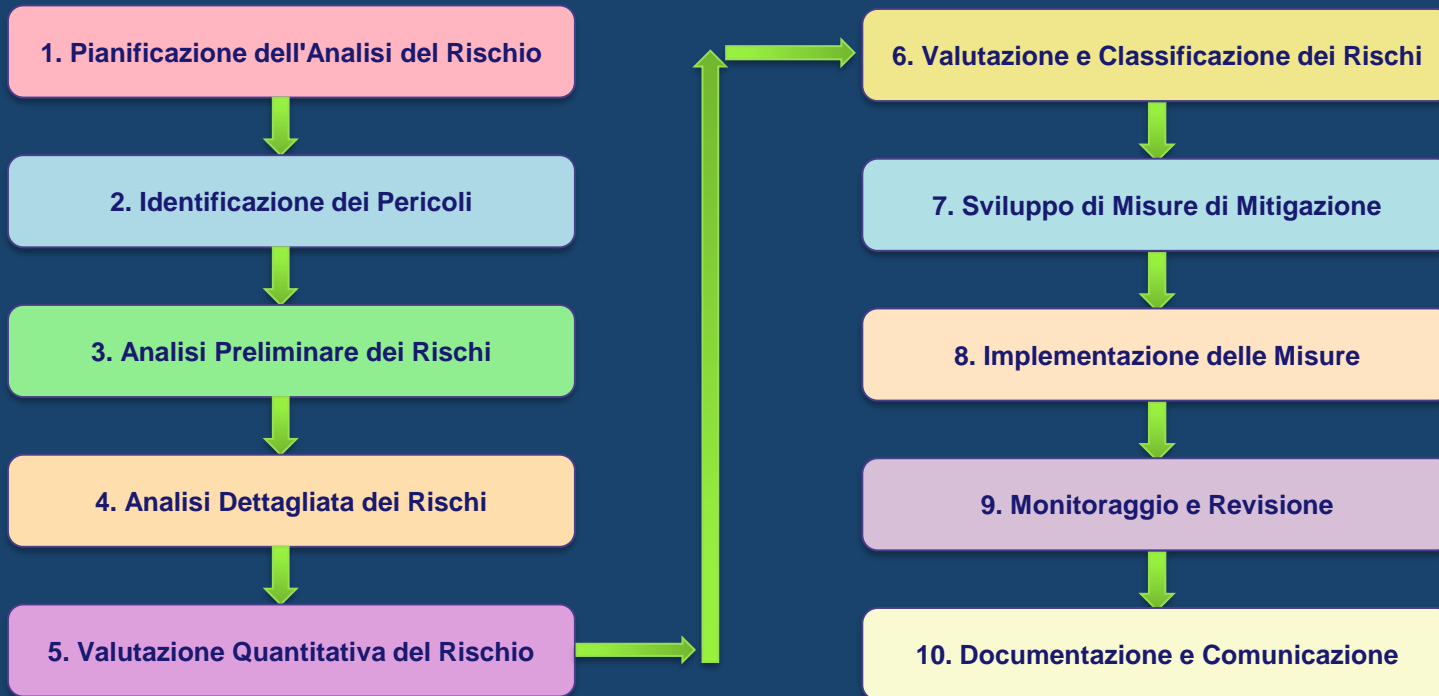 1. Pianificazione dell'Analisi del Rischio
2. Identificazione dei Pericoli
3. Analisi Preliminare dei Rischi
4. Analisi Dettagliata dei Rischi
5. Valutazione Quantitativa del Rischio
6. Valutazione e Classificazione dei Rischi
7. Sviluppo di Misure di Mitigazione
8. Implementazione delle Misure
9. Monitoraggio e Revisione
10. Documentazione e Comunicazione